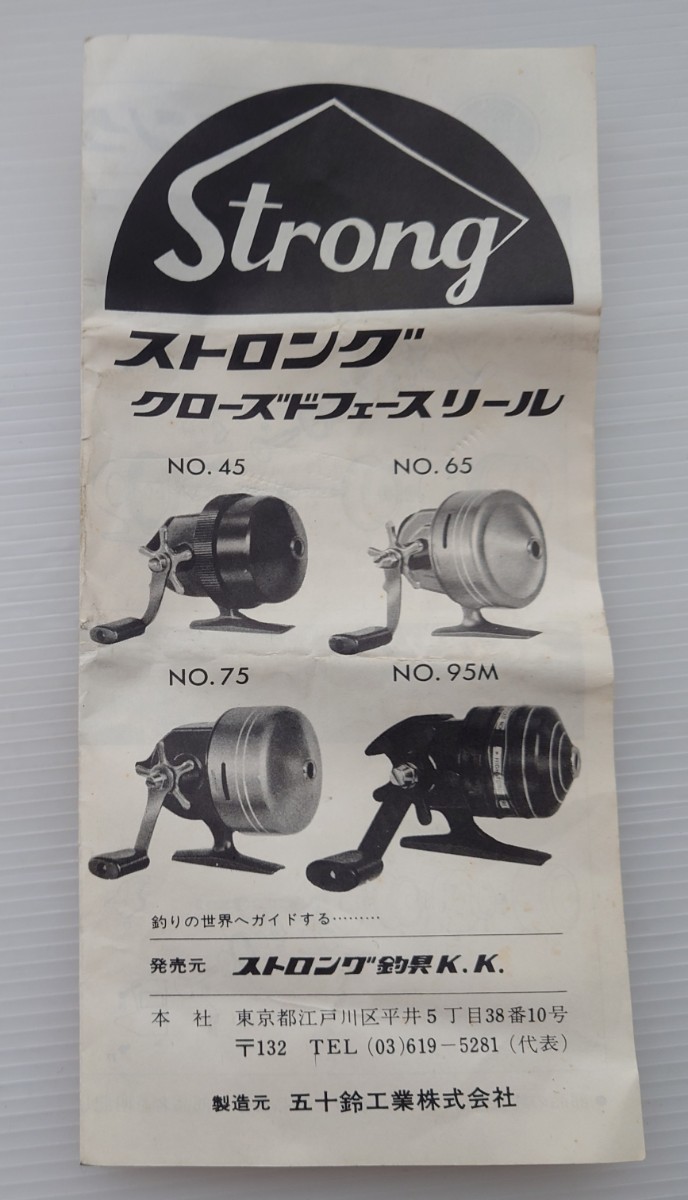 Strong
ストロング
クローズドフェースリール
NO. 45
NO. 65
NO. 75
NO. 95M
釣りの世界へガイドする………
発売元 ストロング釣具K.K.
本社 東京都江戸川区平井5丁目38番10号
〒132 TEL (03)619-5281 (代表)
製造元 五十鈴工業株式会社